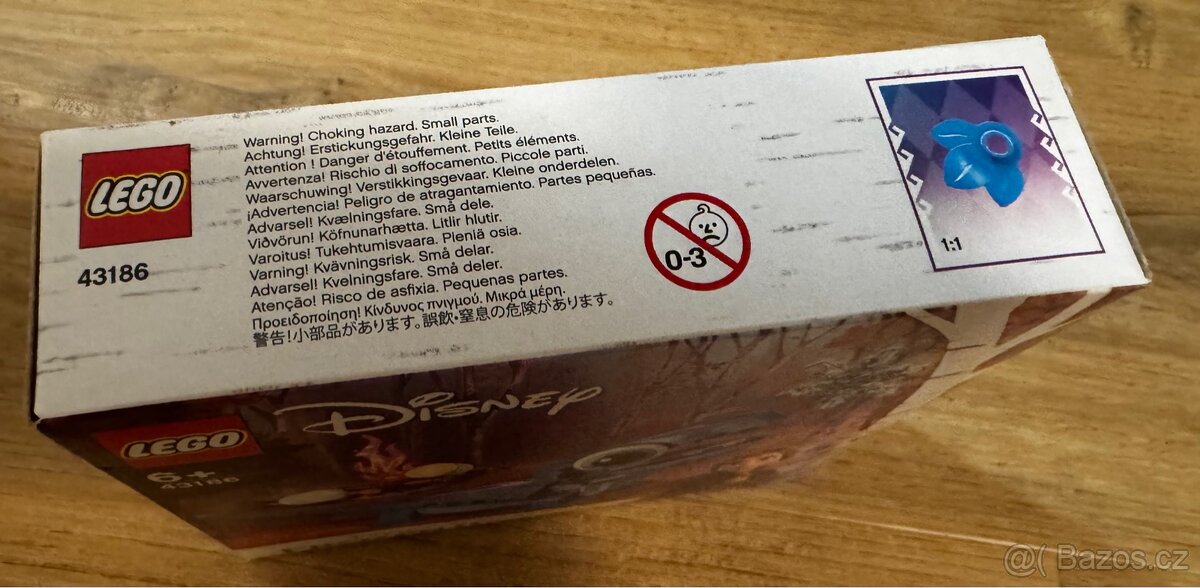 LEGO
43186
Warning! Choking hazard. Small parts.
Achtung! Erstickungsgefahr. Kleine Teile.
Attention ! Danger d'étouffement. Petits éléments.
Avvertenza! Rischio di soffocamento. Piccole parti.
Waarschuwing! Verstikkingsgevaar. Kleine onderdelen.
¡Advertencia! Peligro de atragantamiento. Partes pequeñas.
Advarsel! Kvælningsfare. Små dele.
Viðvörun! Köfnunarhætta. Litlir hlutir.
Varoitus! Tukehtumisvaara. Pieniä osia.
Varning! Kvävningsrisk. Små delar.
Advarsel! Kvelningsfare. Små deler.
Atenção! Risco de asfixia. Pequenas partes.
Προειδοποίηση! Κίνδυνος πνιγμού. Μικρά μέρη.
警告!小部品があります。誤飲・窒息の危険があります。
0-3
1:1
DISNEY
LEGO
6+
43186
@( Bazos.cz